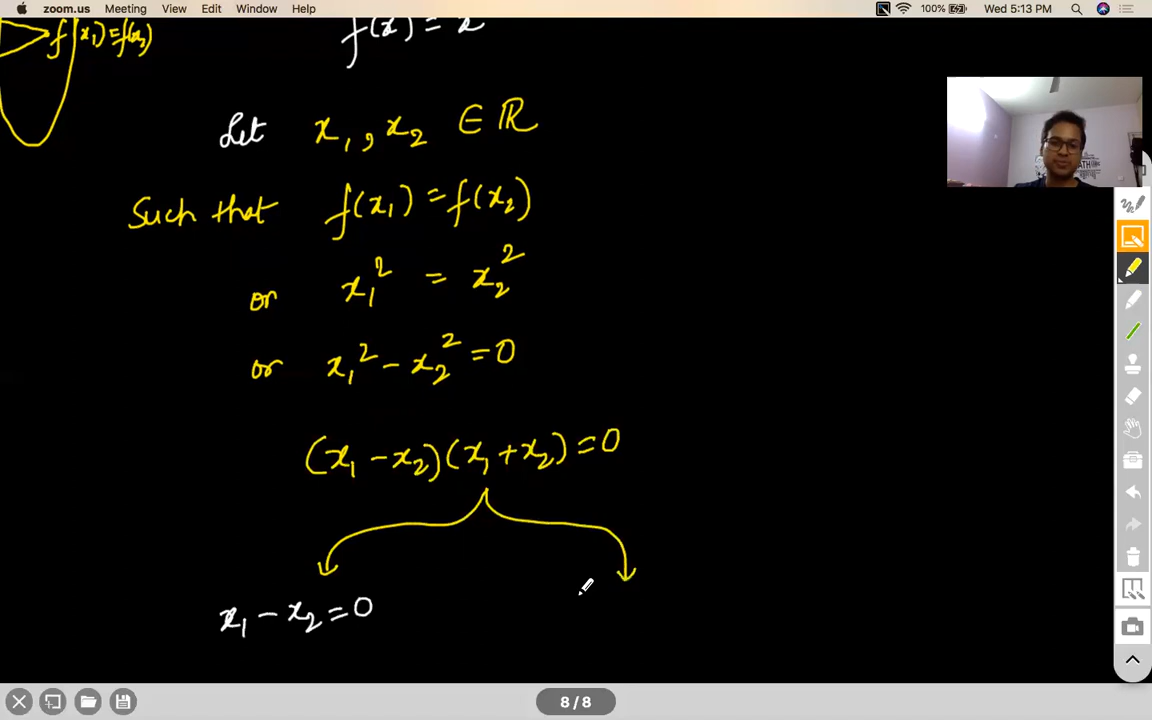 zoom.us Meeting View Edit Window Help 100% Wed 5:13 PM
f(x₁)=f(x₂)
Let x₁, x₂ ∈ ℝ
Such that f(x₁) = f(x₂)
or x₁² = x₂²
or x₁² - x₂² = 0
(x₁ - x₂)(x₁ + x₂) = 0
x₁ - x₂ = 0
8 / 8